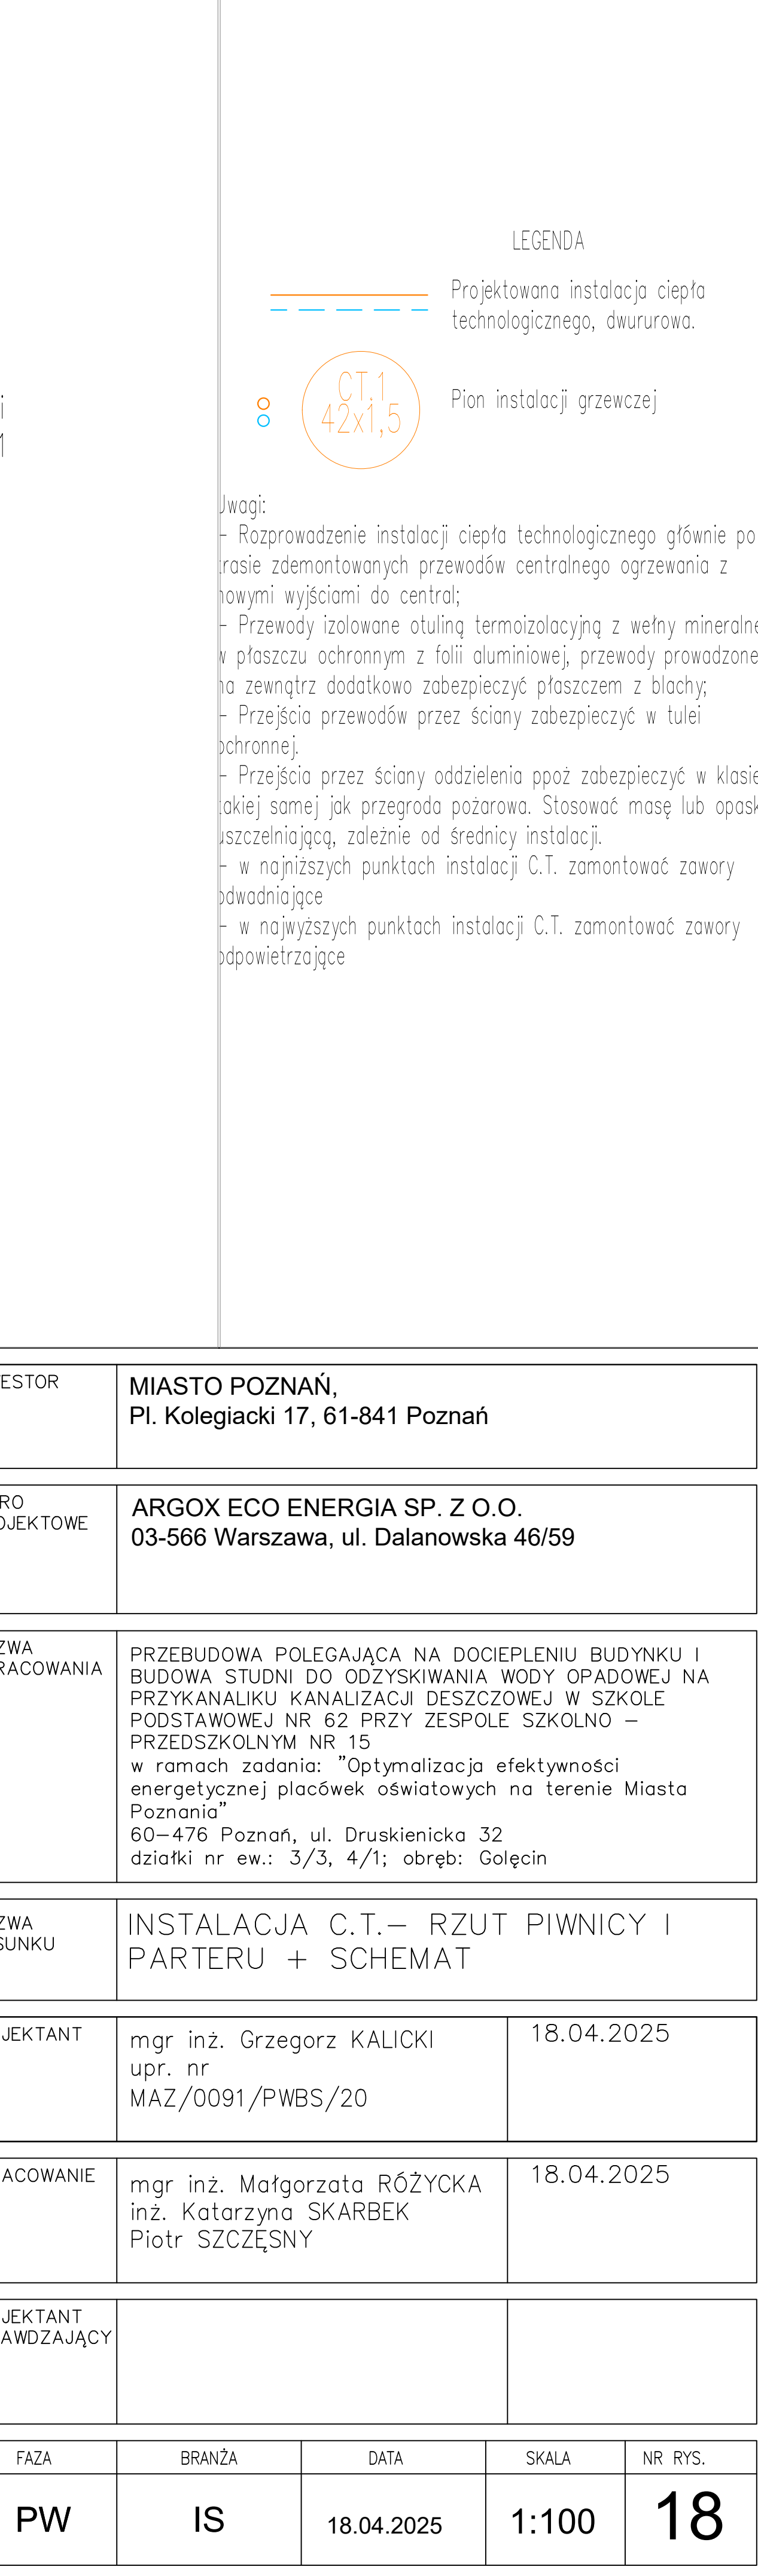 LEGENDA
Projektowana instalacja ciepła
technologicznego, dwururowa.
CT.1
42x1,5
Pion instalacji grzewczej
i
1
Uwagi:
- Rozprowadzenie instalacji ciepła technologicznego głównie po
trasie zdemontowanych przewodów centralnego ogrzewania z
nowymi wyjściami do central;
- Przewody izolowane otuliną termoizolacyjną z wełny mineralne
w płaszczu ochronnym z folii aluminiowej, przewody prowadzone
na zewnątrz dodatkowo zabezpieczyć płaszczem z blachy;
- Przejścia przewodów przez ściany zabezpieczyć w tulei
ochronnej.
- Przejścia przez ściany oddzielenia ppoż zabezpieczyć w klasie
takiej samej jak przegroda pożarowa. Stosować masę lub opask
uszczelniającą, zależnie od średnicy instalacji.
- w najniższych punktach instalacji C.T. zamontować zawory
odwadniające
- w najwyższych punktach instalacji C.T. zamontować zawory
odpowietrzające
ESTOR
MIASTO POZNAŃ,
Pl. Kolegiacki 17, 61-841 Poznań
RO
OJEKTOWE
ARGOX ECO ENERGIA SP. Z O.O.
03-566 Warszawa, ul. Dalanowska 46/59
ZWA
RACOWANIA
PRZEBUDOWA POLEGAJĄCA NA DOCIEPLENIU BUDYNKU I
BUDOWA STUDNI DO ODZYSKIWANIA WODY OPADOWEJ NA
PRZYKANALIKU KANALIZACJI DESZCZOWEJ W SZKOLE
PODSTAWOWEJ NR 62 PRZY ZESPOLE SZKOLNO –
PRZEDSZKOLNYM NR 15
w ramach zadania: "Optymalizacja efektywności
energetycznej placówek oświatowych na terenie Miasta
Poznania"
60–476 Poznań, ul. Druskienicka 32
działki nr ew.: 3/3, 4/1; obręb: Golęcin
ZWA
SUNKU
INSTALACJA C.T.– RZUT PIWNICY I
PARTERU + SCHEMAT
JEKTANT
mgr inż. Grzegorz KALICKI
upr. nr
MAZ/0091/PWBS/20
18.04.2025
ACOWANIE
mgr inż. Małgorzata RÓŻYCKA
inż. Katarzyna SKARBEK
Piotr SZCZĘSNY
18.04.2025
JEKTANT
AWDZAJĄCY
FAZA BRANŻA DATA SKALA NR RYS.
PW IS 18.04.2025 1:100 18